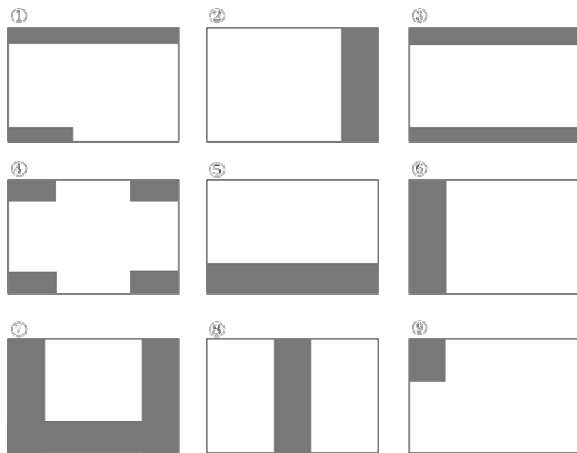 ① ② ③
④ ⑤ ⑥
⑦ ⑧ ⑨